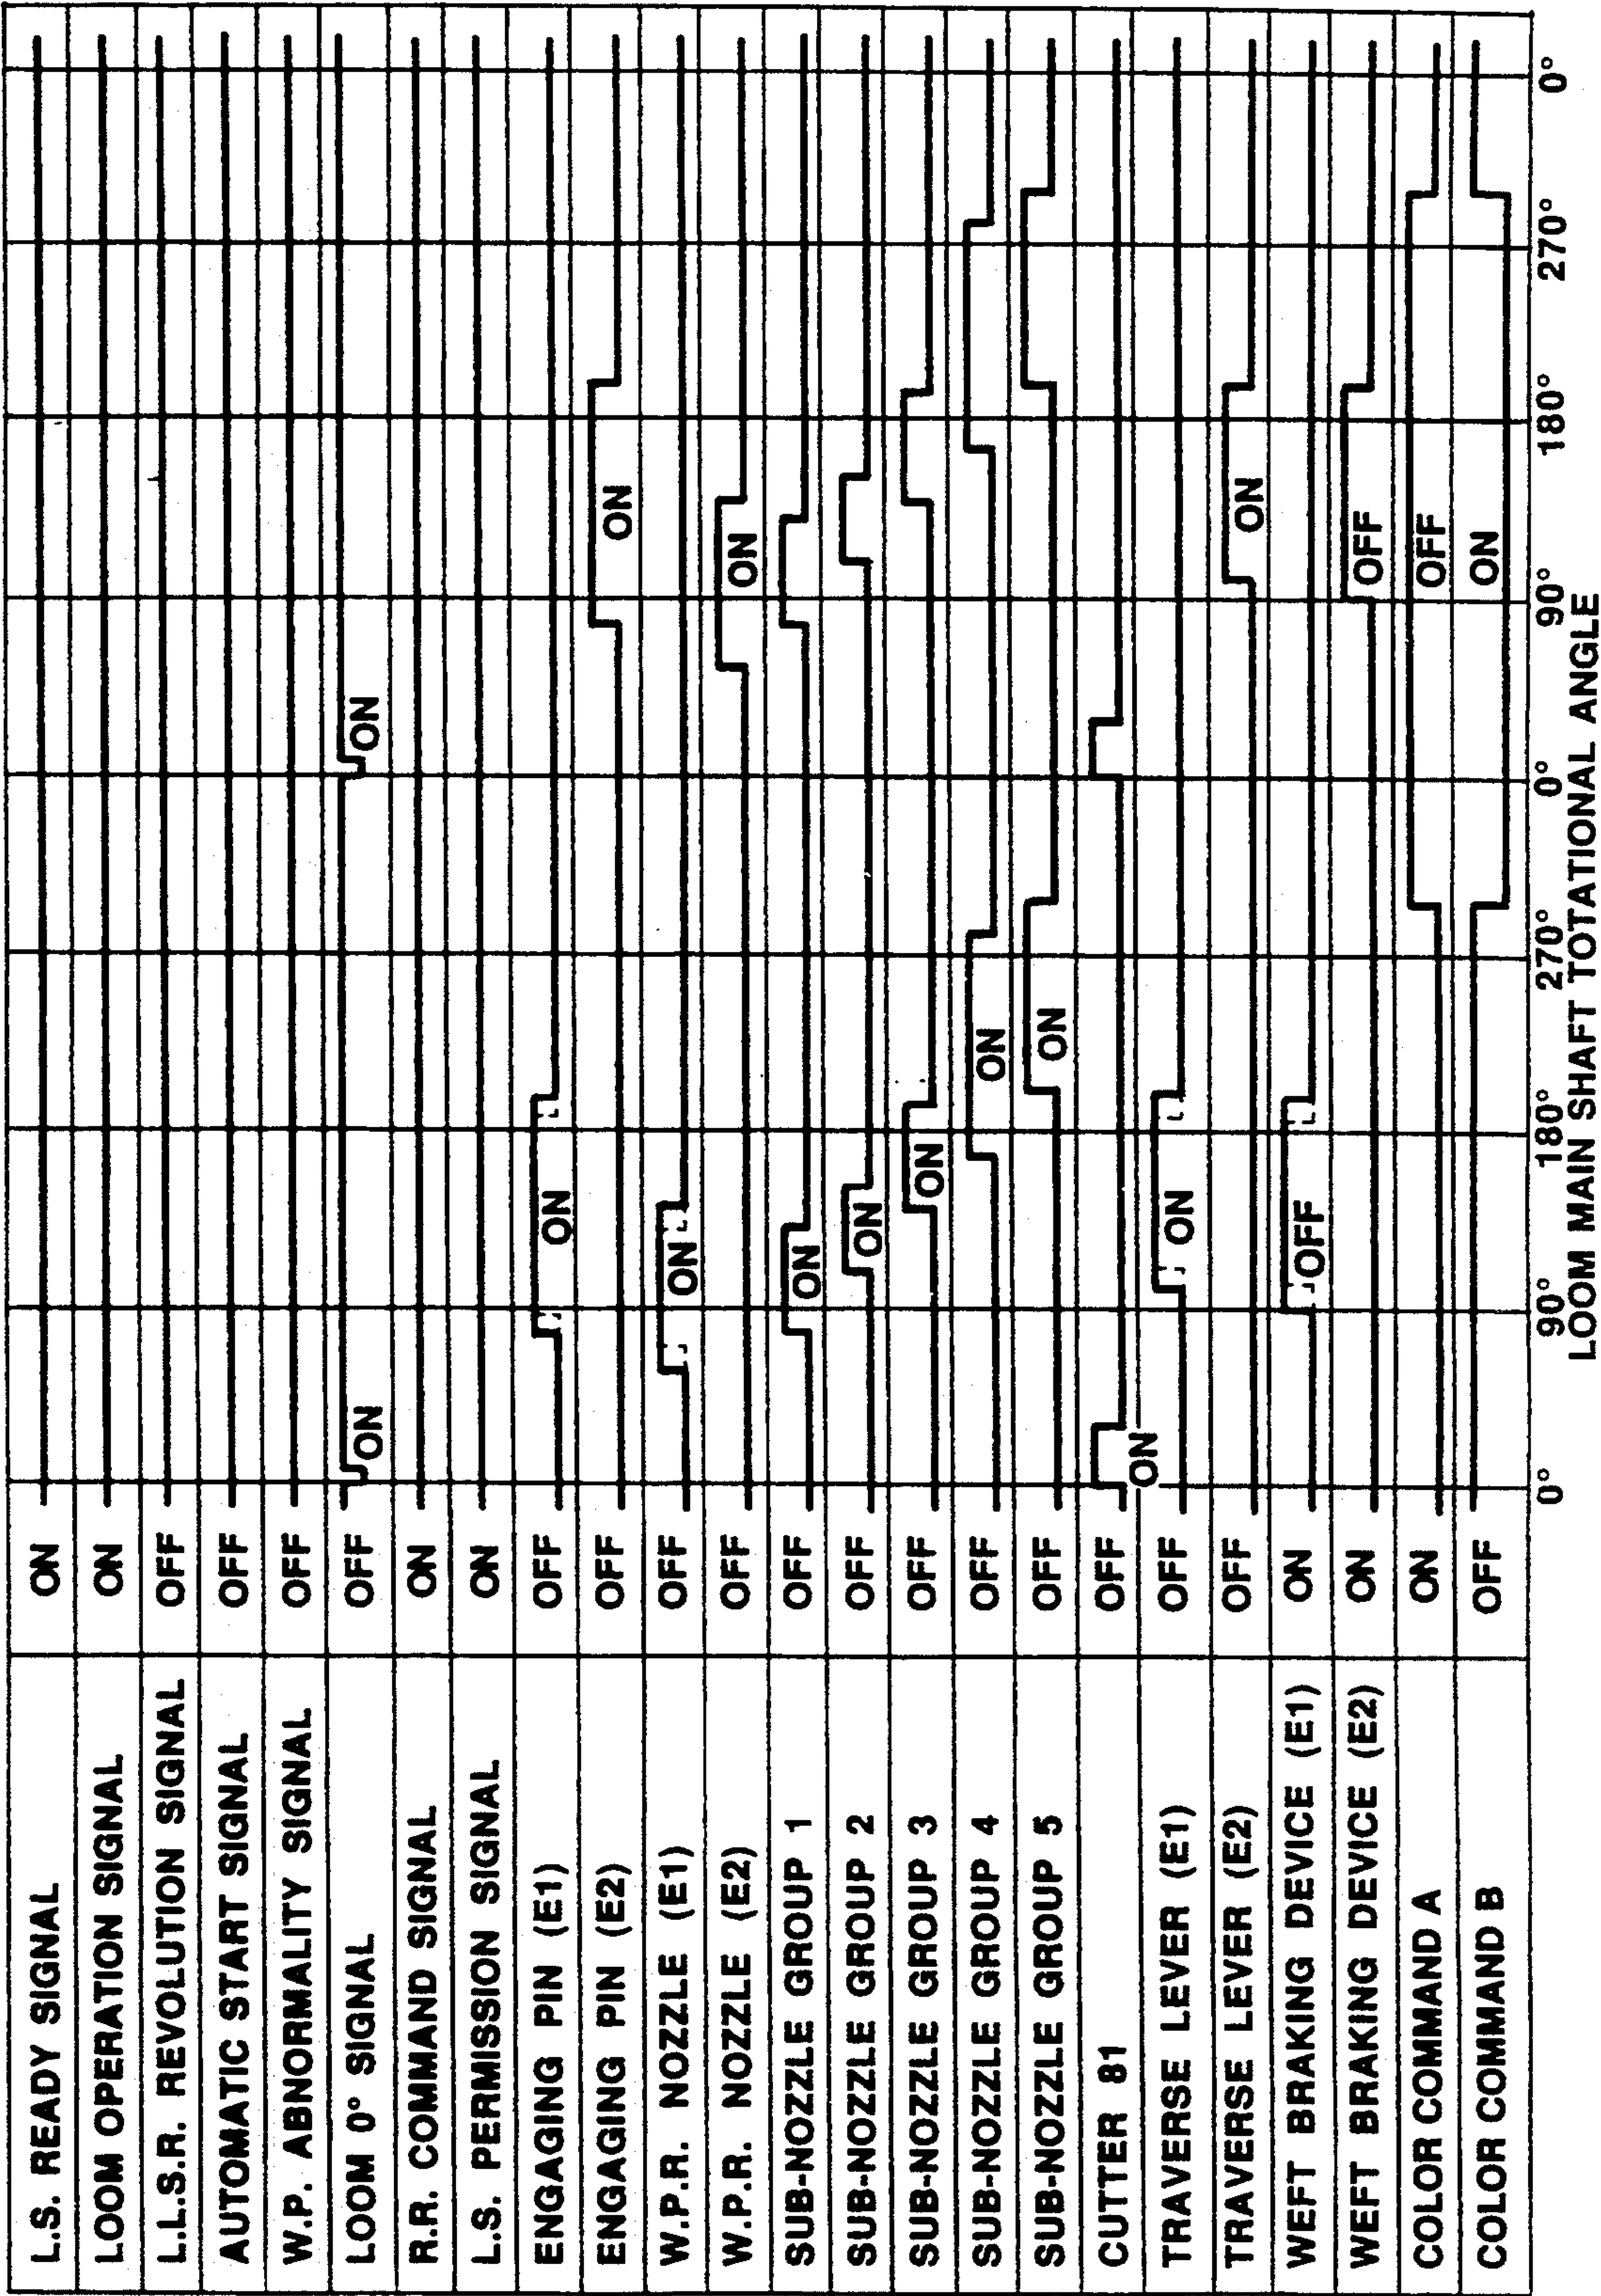 L.S. READY SIGNAL ON
LOOM OPERATION SIGNAL ON
L.L.S.R. REVOLUTION SIGNAL OFF
AUTOMATIC START SIGNAL OFF
W.P. ABNORMALITY SIGNAL OFF
LOOM 0° SIGNAL OFF ON ON
R.R. COMMAND SIGNAL ON
L.S. PERMISSION SIGNAL ON
ENGAGING PIN (E1) OFF ON
ENGAGING PIN (E2) OFF ON
W.P.R. NOZZLE (E1) OFF ON
W.P.R. NOZZLE (E2) OFF ON
SUB-NOZZLE GROUP 1 OFF ON
SUB-NOZZLE GROUP 2 OFF ON
SUB-NOZZLE GROUP 3 OFF ON
SUB-NOZZLE GROUP 4 OFF ON
SUB-NOZZLE GROUP 5 OFF ON
CUTTER 81 OFF ON
TRAVERSE LEVER (E1) OFF ON
TRAVERSE LEVER (E2) OFF ON
WEFT BRAKING DEVICE (E1) ON OFF
WEFT BRAKING DEVICE (E2) ON OFF
COLOR COMMAND A ON OFF
COLOR COMMAND B OFF ON
0° 90° 180° 270° 0° 90° 180° 270° 0°
LOOM MAIN SHAFT TOTATIONAL ANGLE